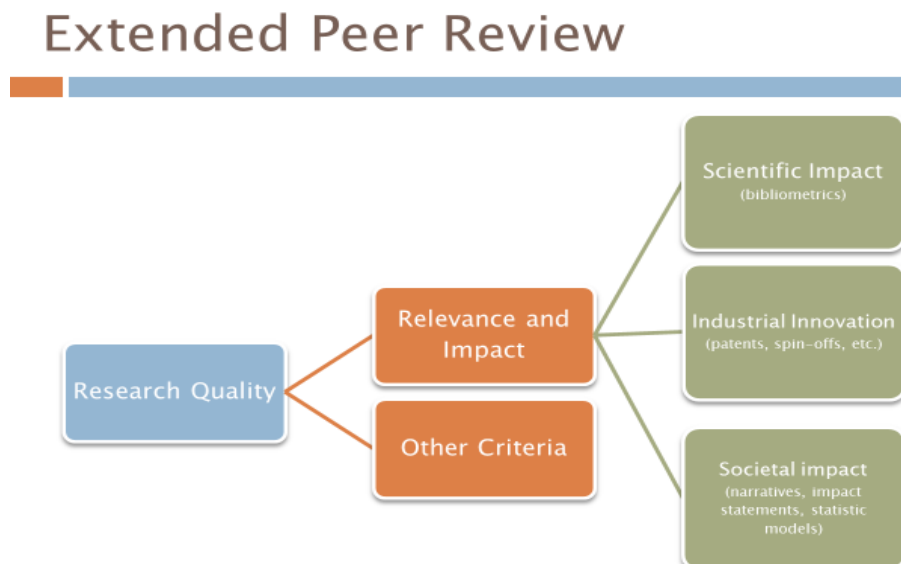 Extended Peer Review
Scientific Impact
(bibliometrics)
Relevance and
Impact
Industrial Innovation
(patents, spin-offs, etc.)
Research Quality
Other Criteria
Societal impact
(narratives, impact
statements, statistic
models)